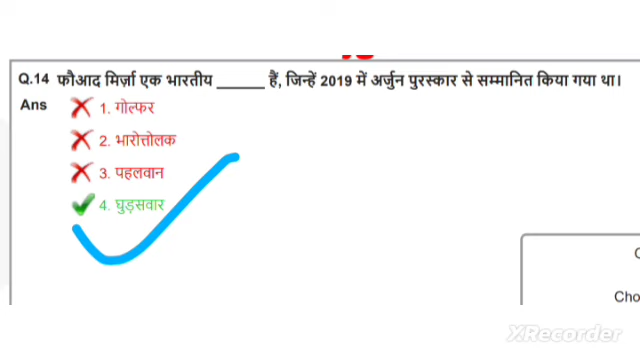 Q.14 फौआद मिर्ज़ा एक भारतीय ______ हैं, जिन्हें 2019 में अर्जुन पुरस्कार से सम्मानित किया गया था।
Ans 1. गोल्फर
2. भारोत्तोलक
3. पहलवान
4. घुड़सवार
Cho
XRecorder